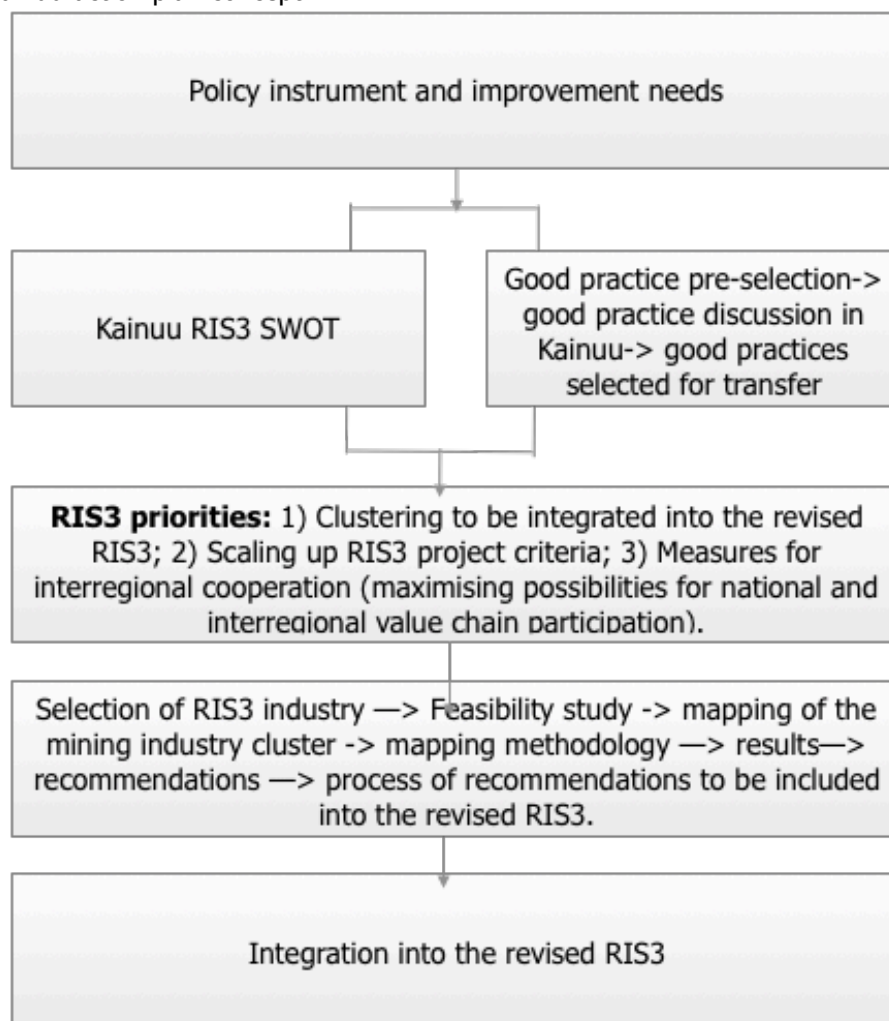 Policy instrument and improvement needs
Kainuu RIS3 SWOT
Good practice pre-selection->
good practice discussion in
Kainuu-> good practices
selected for transfer
RIS3 priorities: 1) Clustering to be integrated into the revised
RIS3; 2) Scaling up RIS3 project criteria; 3) Measures for
interregional cooperation (maximising possibilities for national and
interregional value chain participation).
Selection of RIS3 industry —> Feasibility study -> mapping of the
mining industry cluster -> mapping methodology —> results—>
recommendations —> process of recommendations to be included
into the revised RIS3.
Integration into the revised RIS3